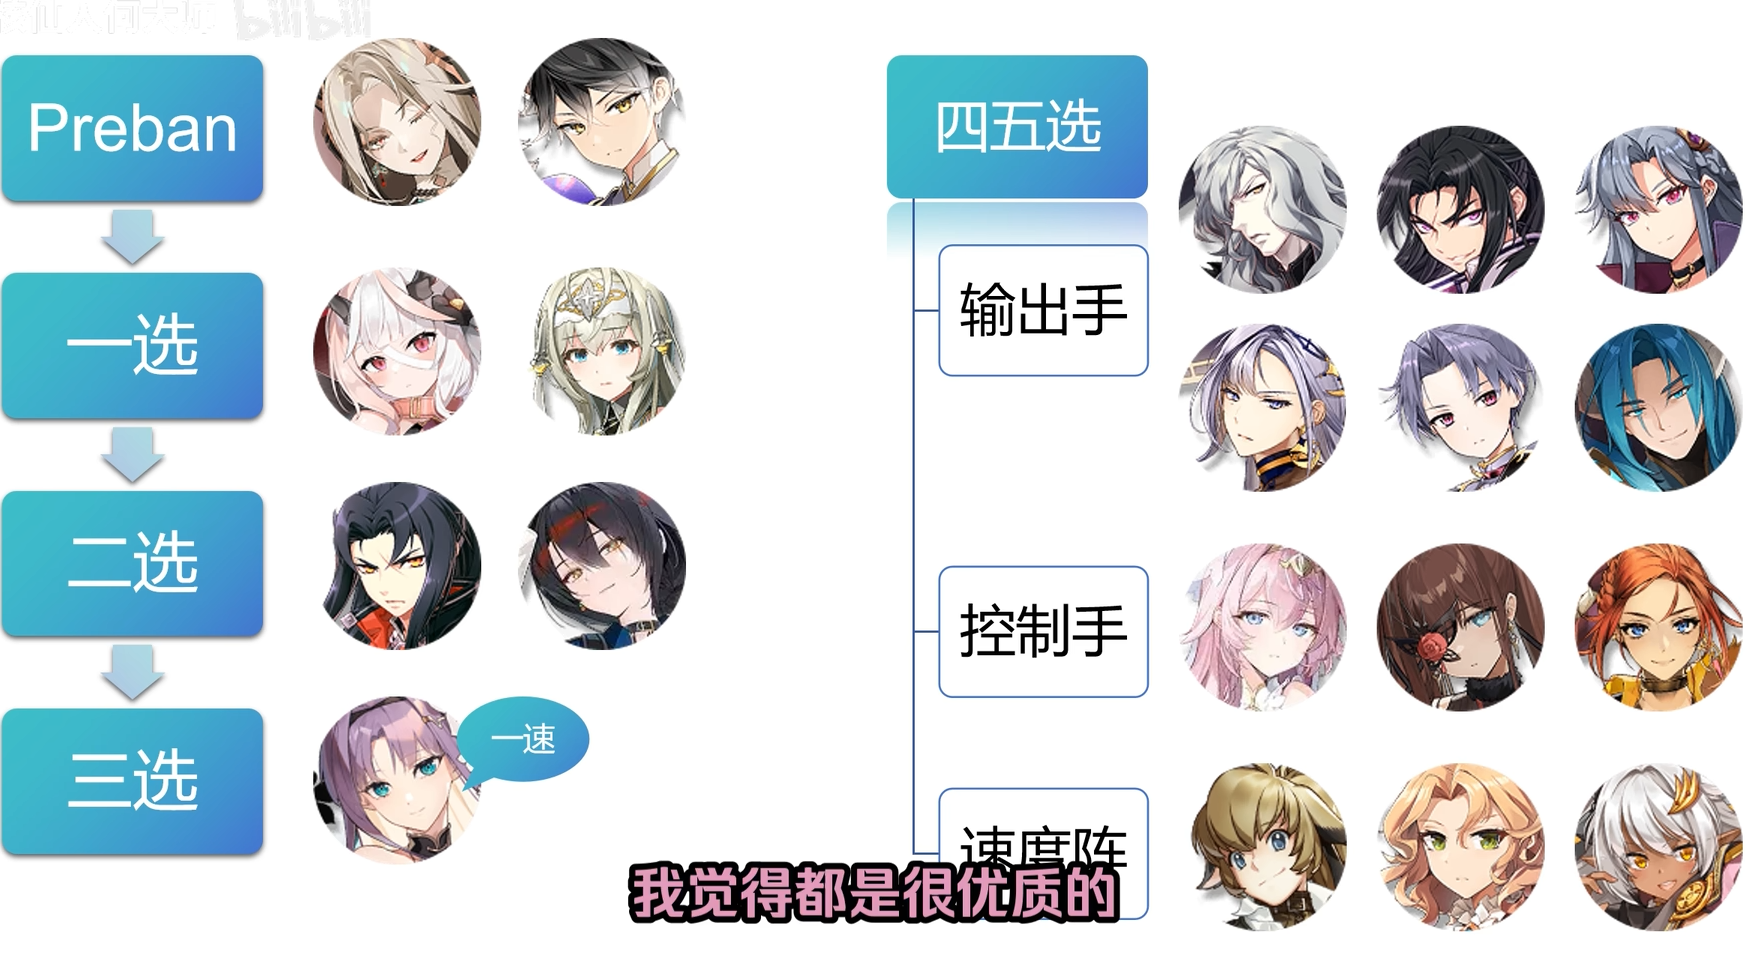 bilibili
Preban
一选
二选
三选
一速
四五选
输出手
控制手
速度阵
我觉得都是很优质的